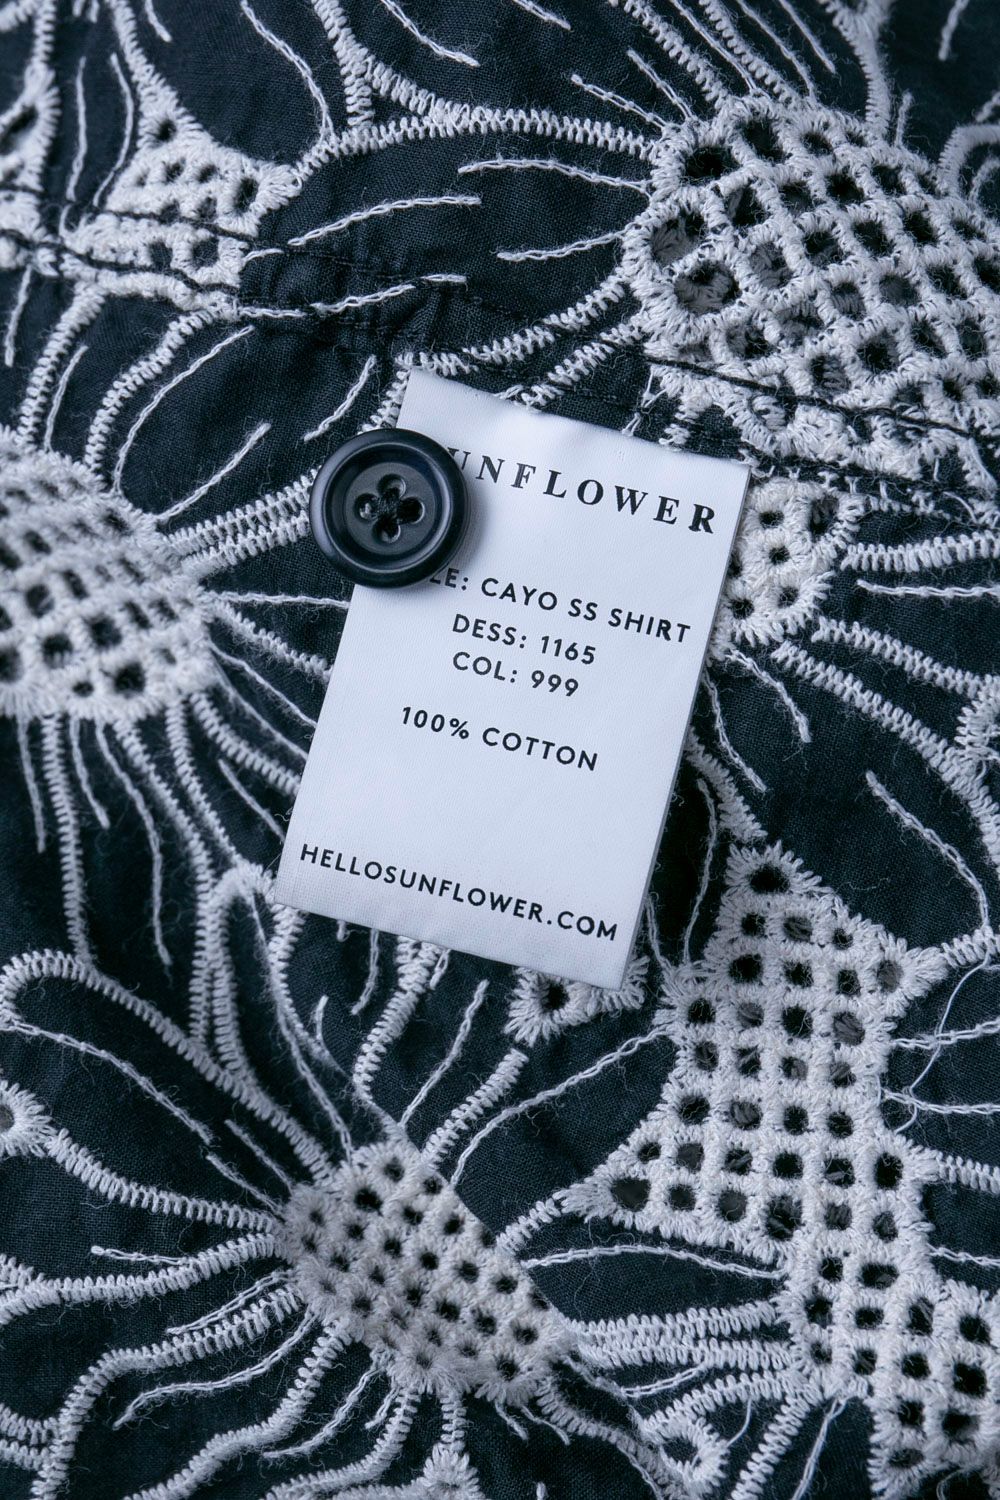 UNFLOWER
LE: CAYO SS SHIRT
DESS: 1165
COL: 999
100% COTTON
HELLOSUNFLOWER.COM